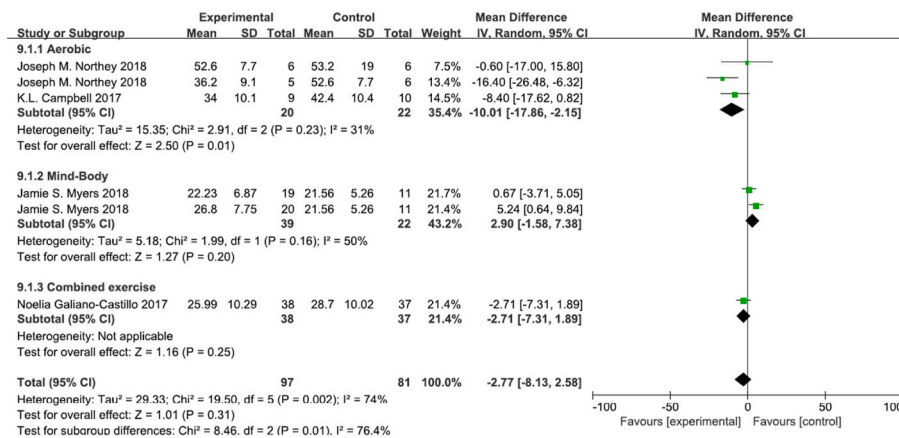 Experimental Control Mean Difference Mean Difference
Study or Subgroup Mean SD Total Mean SD Total Weight IV, Random, 95% CI IV, Random, 95% CI
9.1.1 Aerobic
Joseph M. Northey 2018 52.6 7.7 6 53.2 19 6 7.5% -0.60 [-17.00, 15.80]
Joseph M. Northey 2018 36.2 9.1 5 52.6 7.7 6 13.4% -16.40 [-26.48, -6.32]
K.L. Campbell 2017 34 10.1 9 42.4 10.4 10 14.5% -8.40 [-17.62, 0.82]
Subtotal (95% CI) 20 22 35.4% -10.01 [-17.86, -2.15]
Heterogeneity: Tau² = 15.35; Chi² = 2.91, df = 2 (P = 0.23); I² = 31%
Test for overall effect: Z = 2.50 (P = 0.01)
9.1.2 Mind-Body
Jamie S. Myers 2018 22.23 6.87 19 21.56 5.26 11 21.7% 0.67 [-3.71, 5.05]
Jamie S. Myers 2018 26.8 7.75 20 21.56 5.26 11 21.4% 5.24 [0.64, 9.84]
Subtotal (95% CI) 39 22 43.2% 2.90 [-1.58, 7.38]
Heterogeneity: Tau² = 5.18; Chi² = 1.99, df = 1 (P = 0.16); I² = 50%
Test for overall effect: Z = 1.27 (P = 0.20)
9.1.3 Combined exercise
Noelia Galiano-Castillo 2017 25.99 10.29 38 28.7 10.02 37 21.4% -2.71 [-7.31, 1.89]
Subtotal (95% CI) 38 37 21.4% -2.71 [-7.31, 1.89]
Heterogeneity: Not applicable
Test for overall effect: Z = 1.16 (P = 0.25)
Total (95% CI) 97 81 100.0% -2.77 [-8.13, 2.58]
Heterogeneity: Tau² = 29.33; Chi² = 19.50, df = 5 (P = 0.002); I² = 74%
Test for overall effect: Z = 1.01 (P = 0.31)
Test for subgroup differences: Chi² = 8.46, df = 2 (P = 0.01), I² = 76.4%
-100 -50 0 50 100
Favours [experimental] Favours [control]